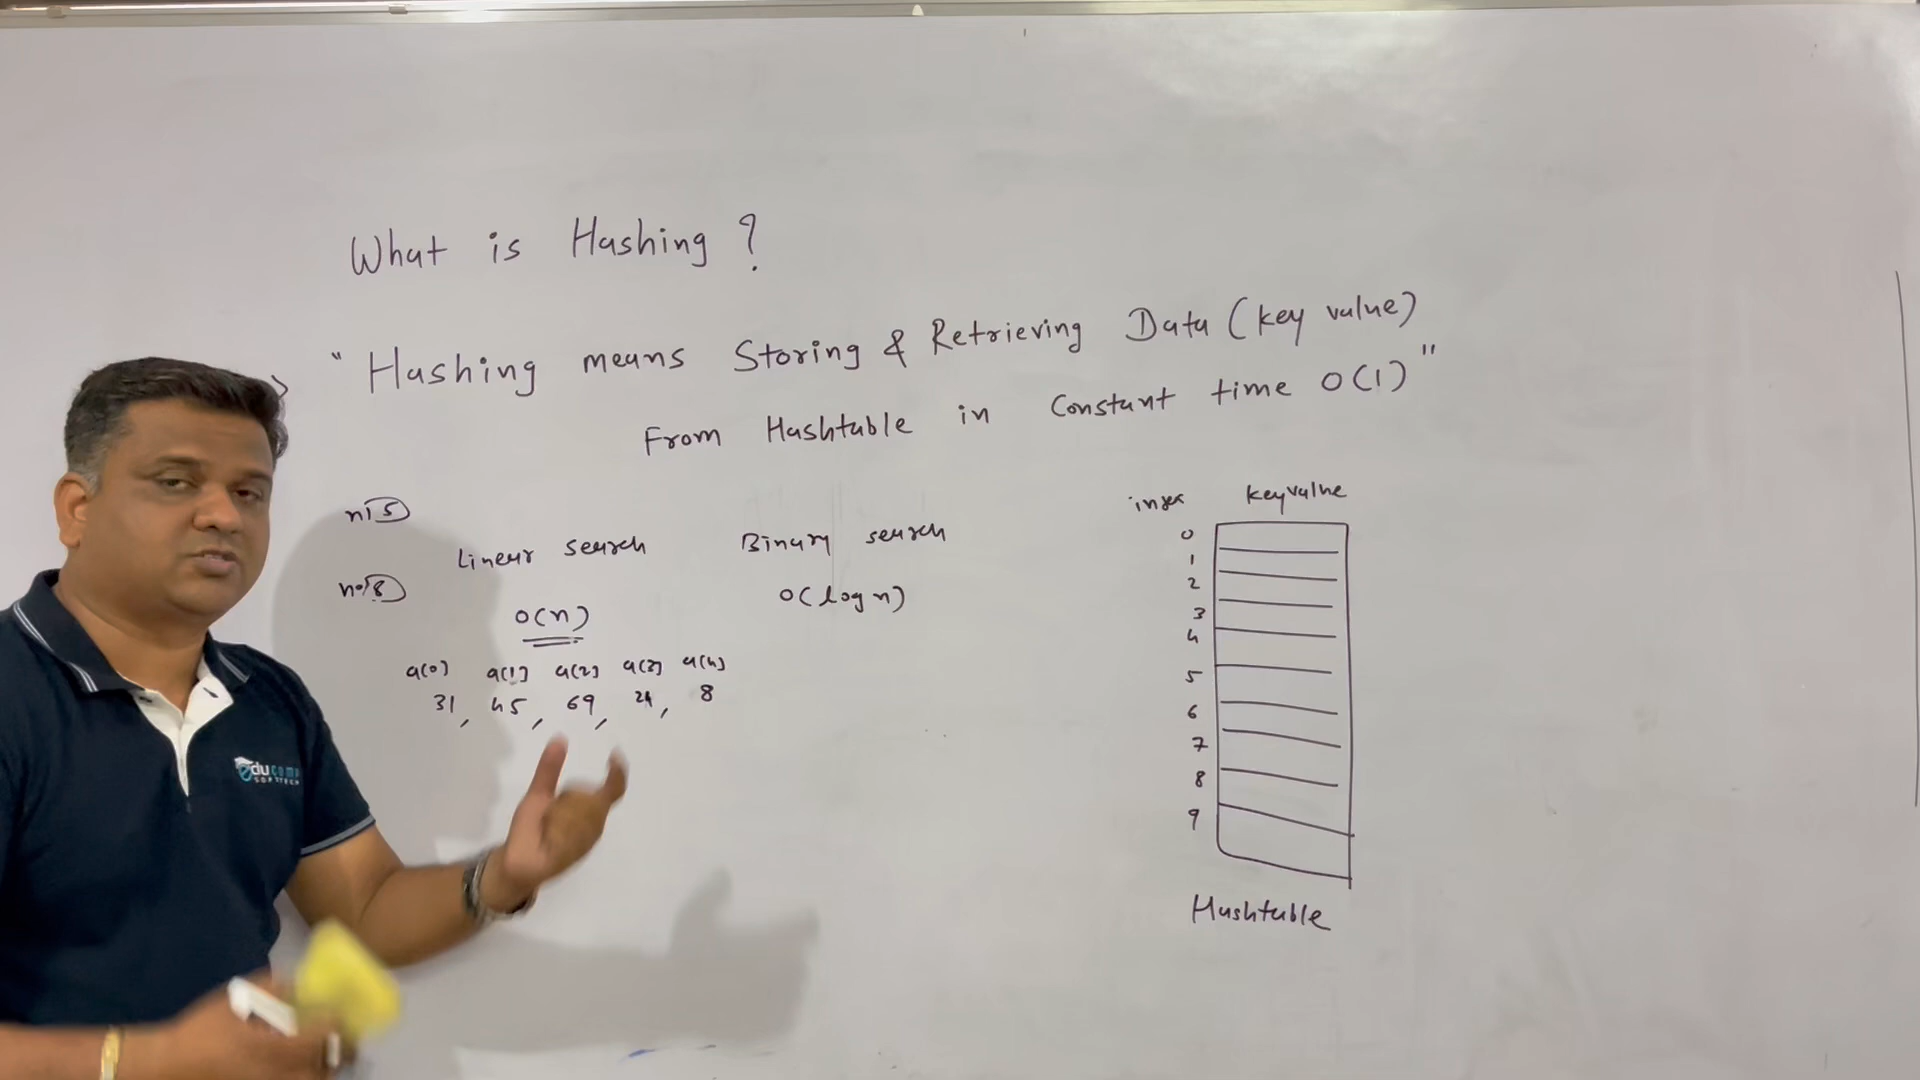 What is Hashing ?
" Hashing means Storing & Retrieving Data (key value)
From Hashtable in Constant time O(1) "
n=5
Linear search
Binary search
O(n)
O(log n)
a[0] a[1] a[2] a[3] a[4]
31, 45, 69, 24, 8
keyvalue
0
1
2
3
4
5
6
7
8
9
Hashtable
educomp
SOFTTECH